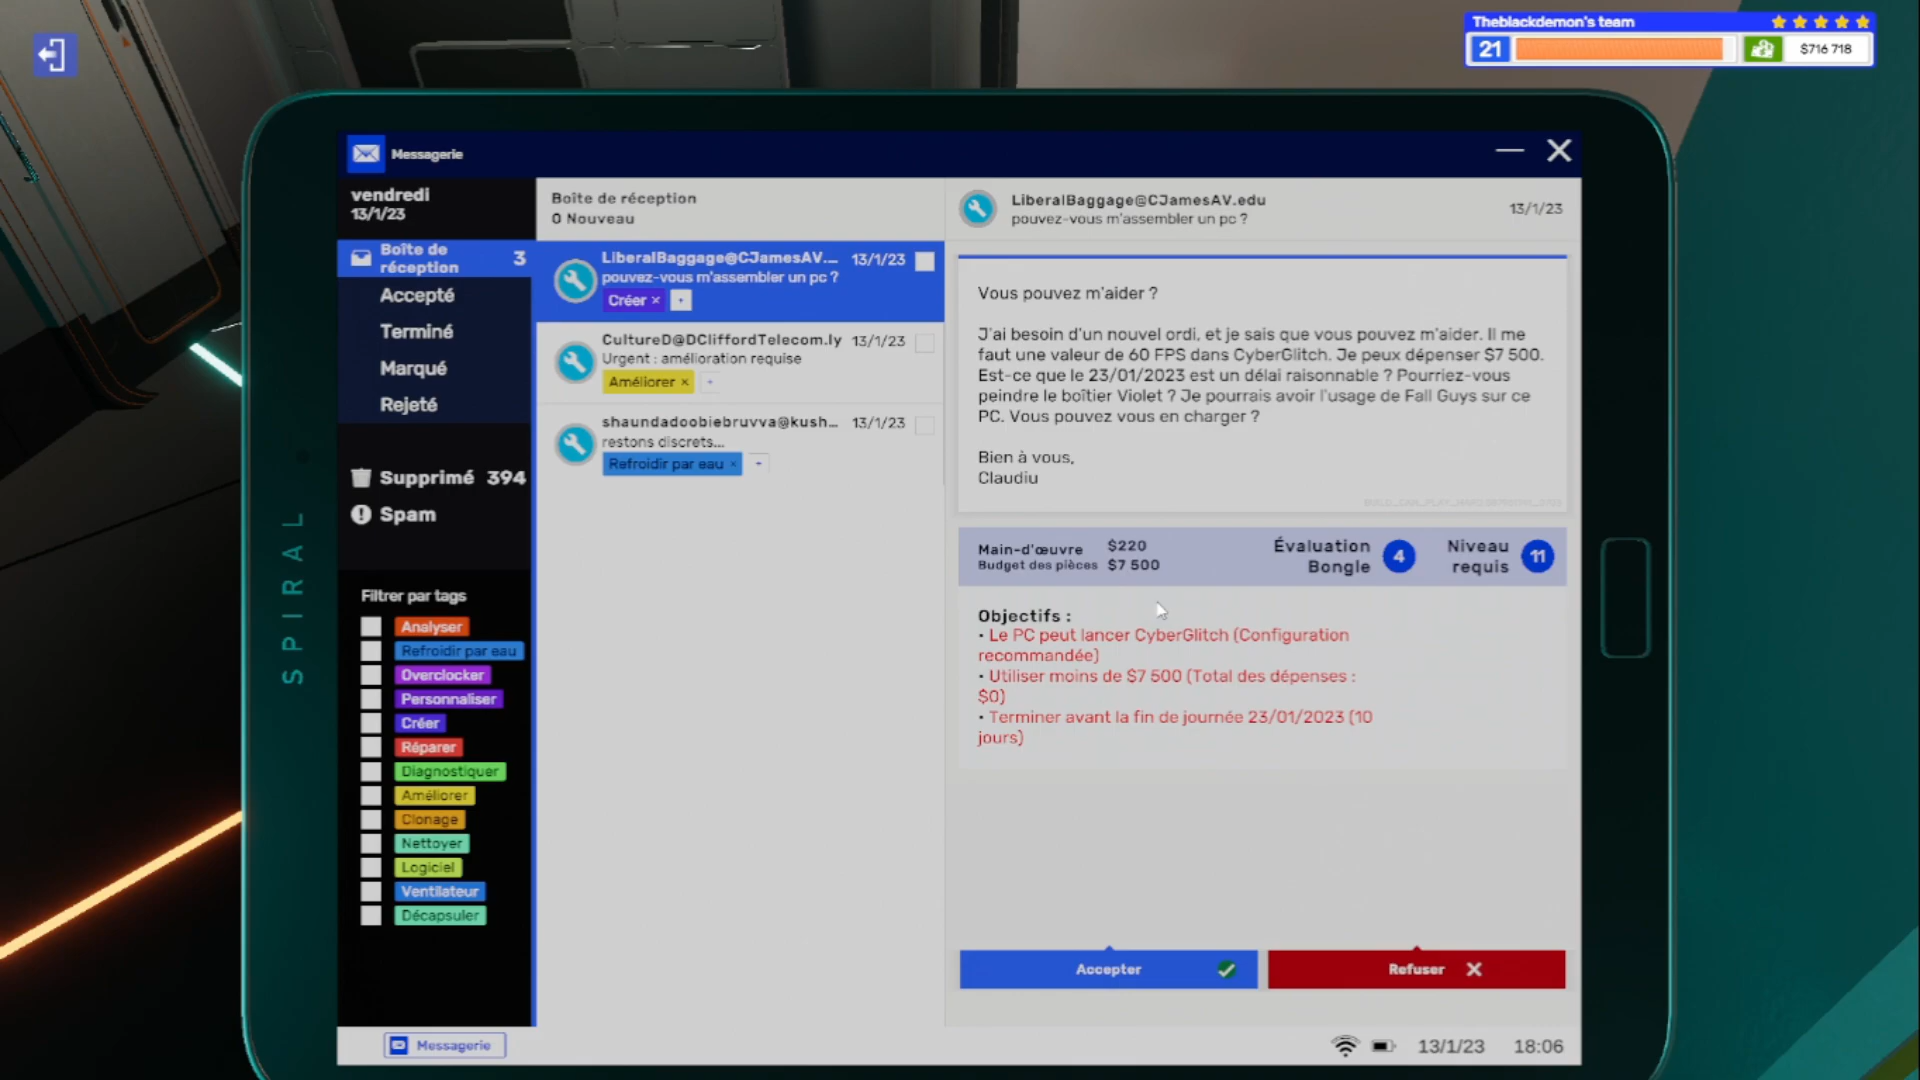 Theblackdemon's team
21
$716 718
Messagerie
vendredi
13/1/23
Boîte de
réception
3
Accepté
Terminé
Marqué
Rejeté
Supprimé 394
Spam
Filtrer par tags
Analyser
Refroidir par eau
Overclocker
Personnaliser
Créer
Réparer
Diagnostiquer
Améliorer
Clonage
Nettoyer
Logiciel
Ventilateur
Décapsuler
Boîte de réception
0 Nouveau
LiberalBaggage@CJamesAV.... 13/1/23
pouvez-vous m'assembler un pc ?
Créer ×
+
CultureD@DCliffordTelecom.ly 13/1/23
Urgent : amélioration requise
Améliorer ×
+
shaundadoobiebruvva@kush... 13/1/23
restons discrets...
Refroidir par eau ×
LiberalBaggage@CJamesAV.edu
pouvez-vous m'assembler un pc ?
13/1/23
Vous pouvez m'aider ?
J'ai besoin d'un nouvel ordi, et je sais que vous pouvez m'aider. Il me
faut une valeur de 60 FPS dans CyberGlitch. Je peux dépenser $7 500.
Est-ce que le 23/01/2023 est un délai raisonnable ? Pourriez-vous
peindre le boîtier Violet ? Je pourrais avoir l'usage de Fall Guys sur ce
PC. Vous pouvez vous en charger ?
Bien à vous,
Claudiu
Main-d'œuvre $220
Budget des pièces $7 500
Évaluation
Bongle
4
Niveau
requis
11
Objectifs :
• Le PC peut lancer CyberGlitch (Configuration
recommandée)
• Utiliser moins de $7 500 (Total des dépenses :
$0)
• Terminer avant la fin de journée 23/01/2023 (10
jours)
Accepter
Refuser
SPIRAL
Messagerie
13/1/23 18:06